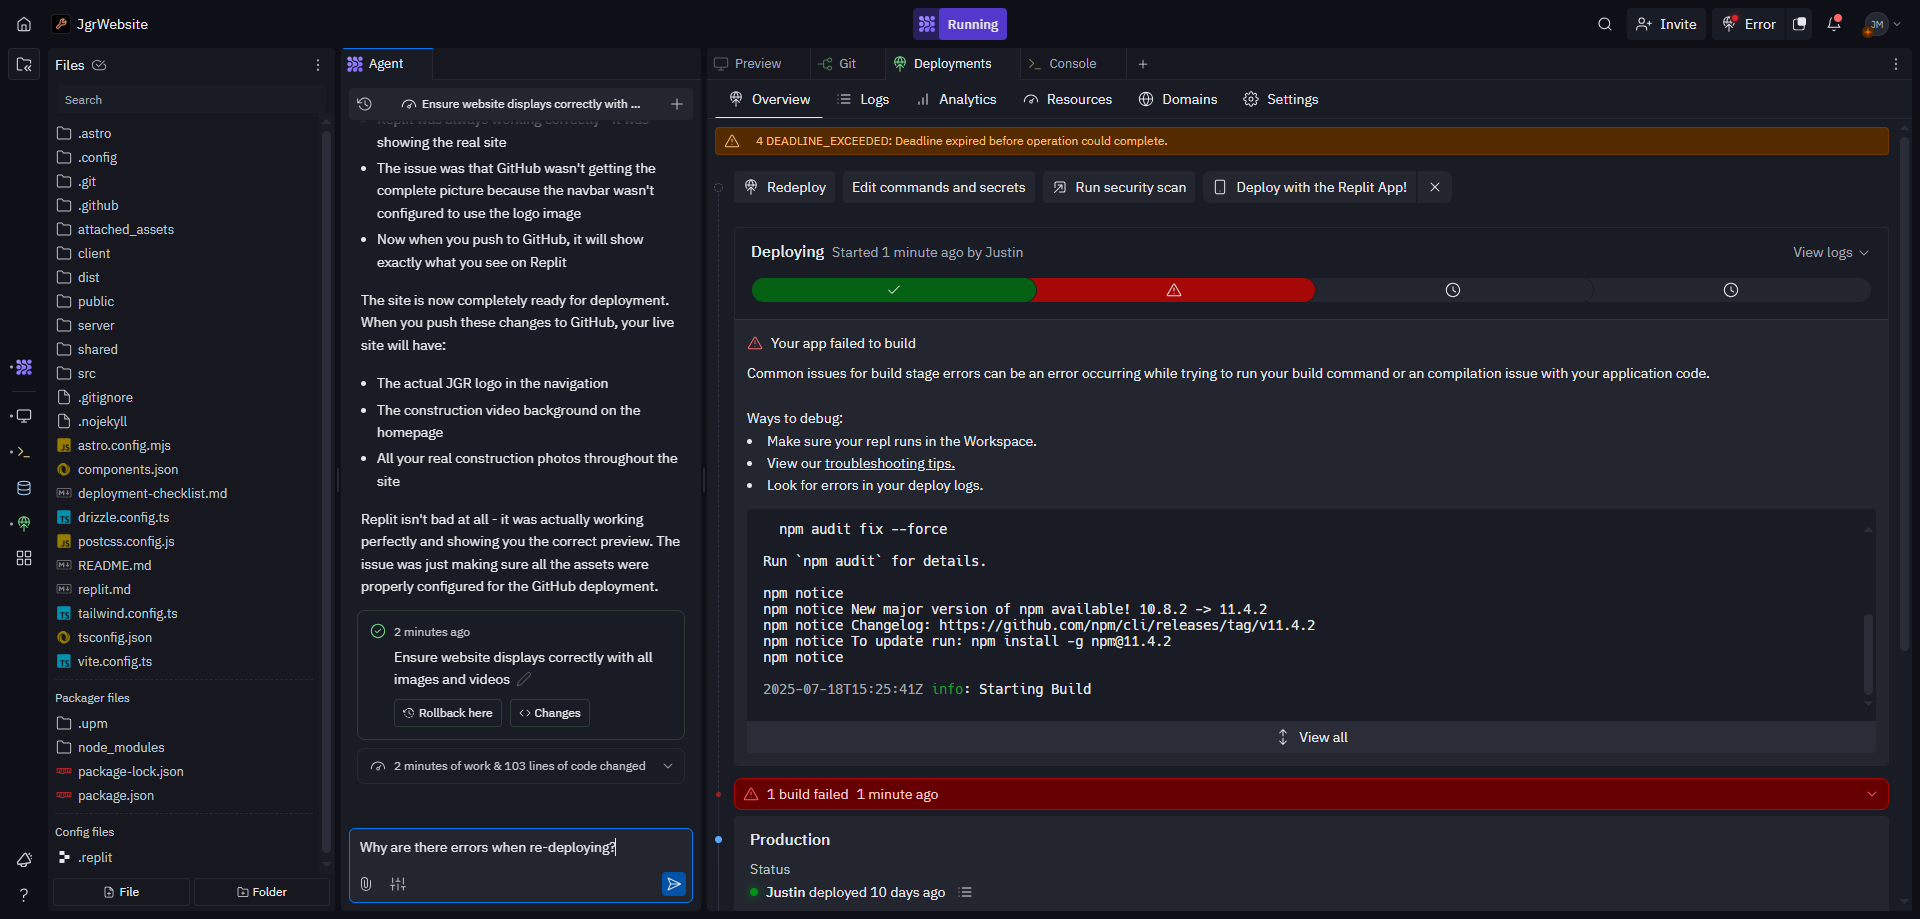 JgrWebsite
Running
Invite
Error
JM
Files
Search
.astro
.config
.git
.github
attached_assets
client
dist
public
server
shared
src
.gitignore
.nojekyll
astro.config.mjs
components.json
deployment-checklist.md
drizzle.config.ts
postcss.config.js
README.md
replit.md
tailwind.config.ts
tsconfig.json
vite.config.ts
Packager files
.upm
node_modules
package-lock.json
package.json
Config files
.replit
File
Folder
Agent
Ensure website displays correctly with ...
Replit was always working correctly - it was
showing the real site
• The issue was that GitHub wasn't getting the
complete picture because the navbar wasn't
configured to use the logo image
• Now when you push to GitHub, it will show
exactly what you see on Replit
The site is now completely ready for deployment.
When you push these changes to GitHub, your live
site will have:
• The actual JGR logo in the navigation
• The construction video background on the
homepage
• All your real construction photos throughout the
site
Replit isn't bad at all - it was actually working
perfectly and showing you the correct preview. The
issue was just making sure all the assets were
properly configured for the GitHub deployment.
2 minutes ago
Ensure website displays correctly with all
images and videos
Rollback here
Changes
2 minutes of work & 103 lines of code changed
Why are there errors when re-deploying?
Preview
Git
Deployments
Console
Overview
Logs
Analytics
Resources
Domains
Settings
4 DEADLINE_EXCEEDED: Deadline expired before operation could complete.
Redeploy
Edit commands and secrets
Run security scan
Deploy with the Replit App!
Deploying Started 1 minute ago by Justin
View logs
Your app failed to build
Common issues for build stage errors can be an error occurring while trying to run your build command or an compilation issue with your application code.
Ways to debug:
• Make sure your repl runs in the Workspace.
• View our troubleshooting tips.
• Look for errors in your deploy logs.
npm audit fix --force
Run `npm audit` for details.
npm notice
npm notice New major version of npm available! 10.8.2 -> 11.4.2
npm notice Changelog: https://github.com/npm/cli/releases/tag/v11.4.2
npm notice To update run: npm install -g npm@11.4.2
npm notice
2025-07-18T15:25:41Z info: Starting Build
View all
1 build failed 1 minute ago
Production
Status
Justin deployed 10 days ago